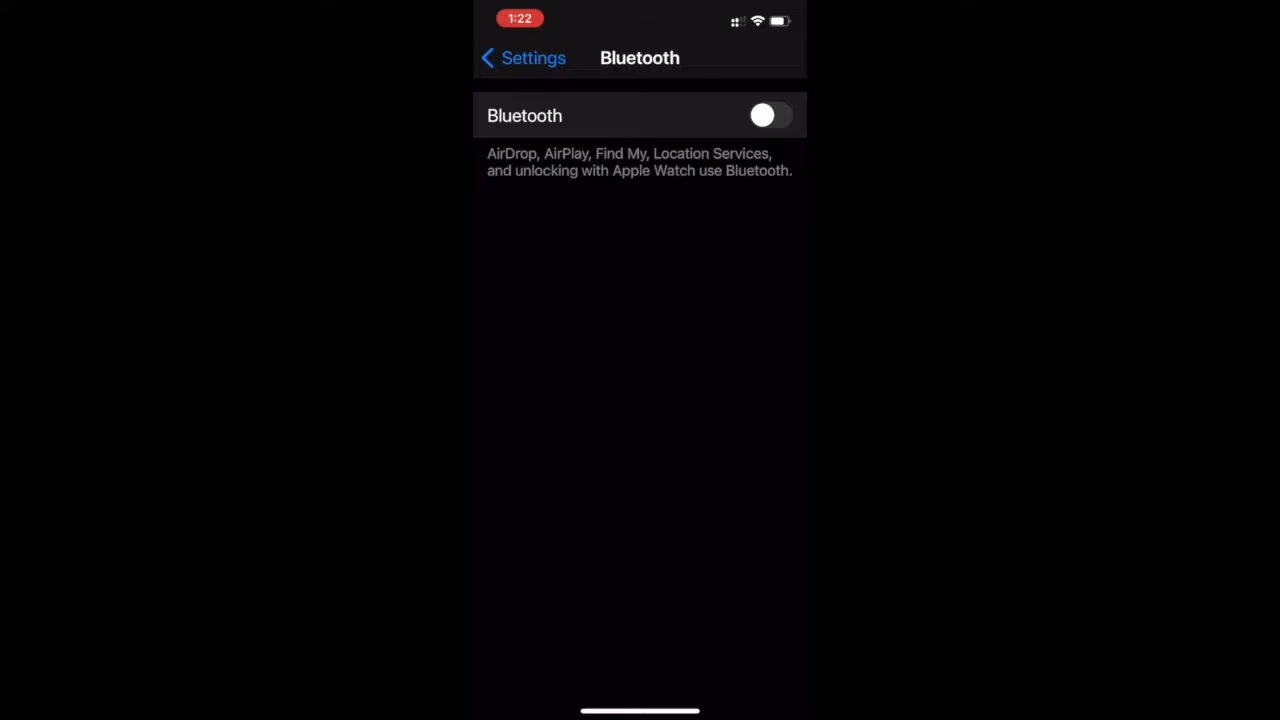 1:22
Settings
Bluetooth
Bluetooth
AirDrop, AirPlay, Find My, Location Services,
and unlocking with Apple Watch use Bluetooth.